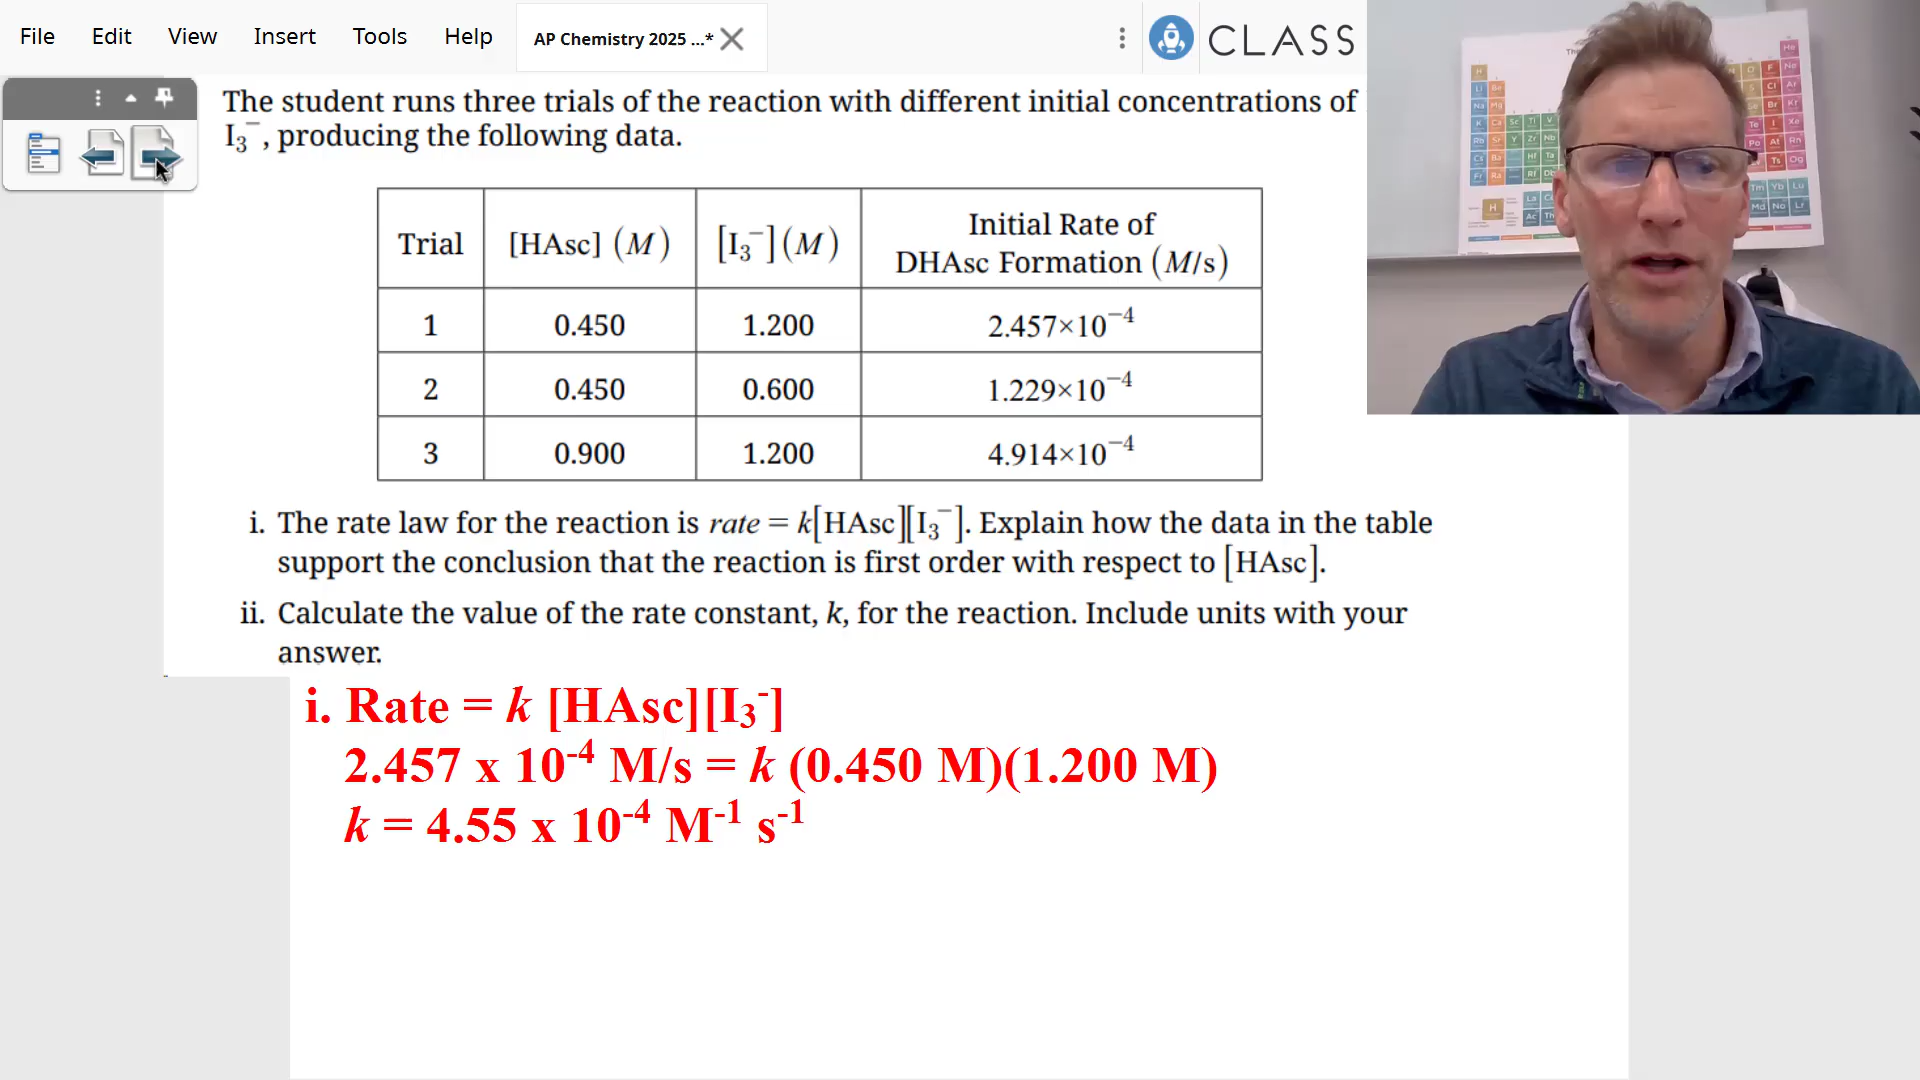 File Edit View Insert Tools Help AP Chemistry 2025 ...* CLASS
The student runs three trials of the reaction with different initial concentrations of
I₃⁻, producing the following data.
Trial [HAsc] (M) [I₃⁻] (M) Initial Rate of DHAsc Formation (M/s)
1 0.450 1.200 2.457×10⁻⁴
2 0.450 0.600 1.229×10⁻⁴
3 0.900 1.200 4.914×10⁻⁴
i. The rate law for the reaction is rate = k[HAsc][I₃⁻]. Explain how the data in the table
support the conclusion that the reaction is first order with respect to [HAsc].
ii. Calculate the value of the rate constant, k, for the reaction. Include units with your
answer.
i. Rate = k [HAsc][I₃⁻]
2.457 x 10⁻⁴ M/s = k (0.450 M)(1.200 M)
k = 4.55 x 10⁻⁴ M⁻¹ s⁻¹